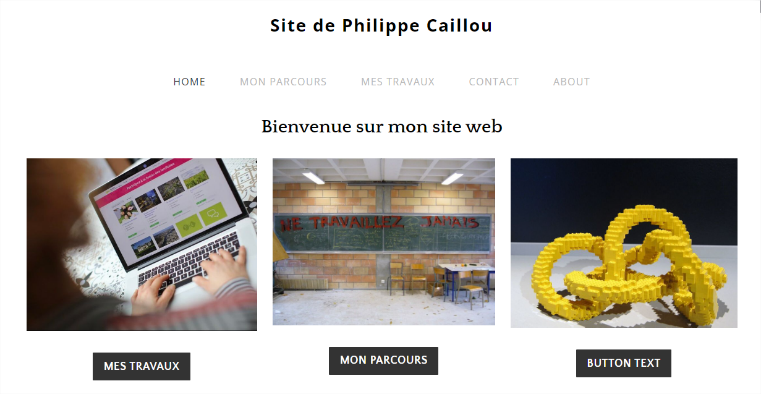 Site de Philippe Caillou
HOME MON PARCOURS MES TRAVAUX CONTACT ABOUT
Bienvenue sur mon site web
NE TRAVAILLEZ JAMAIS
MES TRAVAUX
MON PARCOURS
BUTTON TEXT